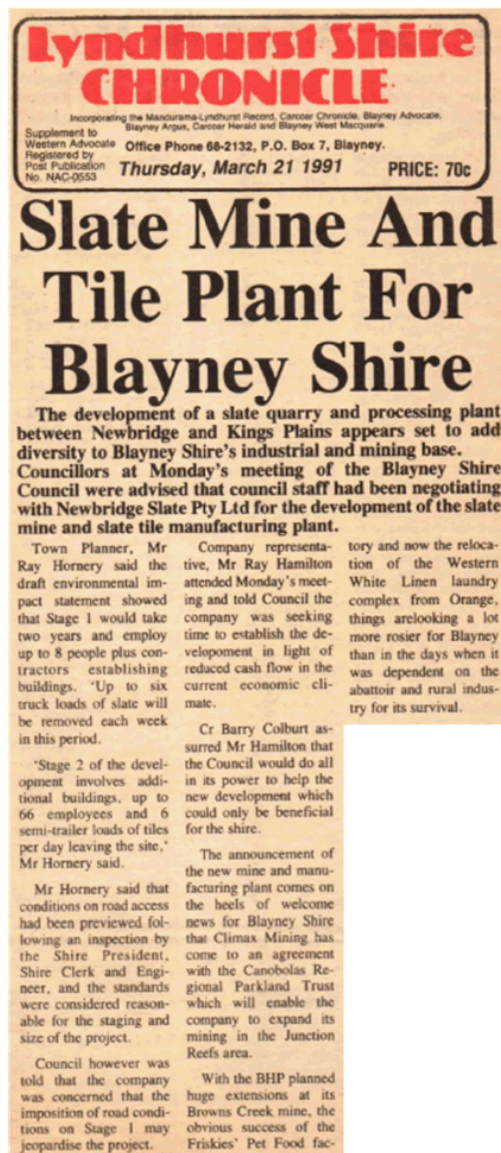 Lyndhurst Shire
CHRONICLE
Incorporating the Mandurama-Lyndhurst Record, Carcoar Chronicle, Blayney Advocate,
Blayney Argus, Carcoar Herald and Blayney West Macquarie.
Supplement to
Western Advocate
Registered by
Post Publication
No. NAC-0553
Office Phone 68-2132, P.O. Box 7, Blayney.
Thursday, March 21 1991
PRICE: 70c
Slate Mine And
Tile Plant For
Blayney Shire
The development of a slate quarry and processing plant
between Newbridge and Kings Plains appears set to add
diversity to Blayney Shire's industrial and mining base.
Councillors at Monday's meeting of the Blayney Shire
Council were advised that council staff had been negotiating
with Newbridge Slate Pty Ltd for the development of the slate
mine and slate tile manufacturing plant.
Town Planner, Mr
Ray Hornery said the
draft environmental im-
pact statement showed
that Stage 1 would take
two years and employ
up to 8 people plus con-
tractors establishing
buildings. 'Up to six
truck loads of slate will
be removed each week
in this period.
'Stage 2 of the devel-
opment involves addi-
tional buildings, up to
66 employees and 6
semi-trailer loads of tiles
per day leaving the site,'
Mr Hornery said.
Mr Hornery said that
conditions on road access
had been previewed fol-
lowing an inspection by
the Shire President,
Shire Clerk and Engi-
neer, and the standards
were considered reason-
able for the staging and
size of the project.
Council however was
told that the company
was concerned that the
imposition of road condi-
tions on Stage 1 may
jeopardise the project.
Company representa-
tive, Mr Ray Hamilton
attended Monday's meet-
ing and told Council the
company was seeking
time to establish the de-
velopoment in light of
reduced cash flow in the
current economic cli-
mate.
Cr Barry Colburt as-
surred Mr Hamilton that
the Council would do all
in its power to help the
new development which
could only be beneficial
for the shire.
The announcement of
the new mine and manu-
facturing plant comes on
the heels of welcome
news for Blayney Shire
that Climax Mining has
come to an agreement
with the Canobolas Re-
gional Parkland Trust
which will enable the
company to expand its
mining in the Junction
Reefs area.
With the BHP planned
huge extensions at its
Browns Creek mine, the
obvious success of the
Friskies' Pet Food fac-
tory and now the reloca-
tion of the Western
White Linen laundry
complex from Orange,
things arelooking a lot
more rosier for Blayney
than in the days when it
was dependent on the
abattoir and rural indus-
try for its survival.